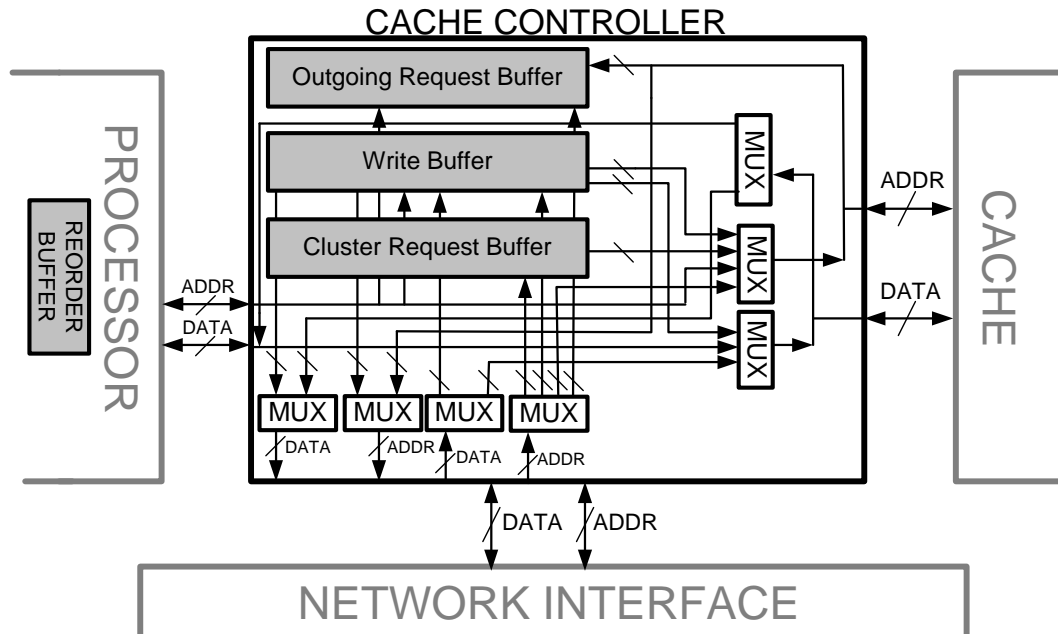 CACHE CONTROLLER
Outgoing Request Buffer
Write Buffer
Cluster Request Buffer
PROCESSOR
REORDER
BUFFER
ADDR
DATA
MUX
MUX
MUX
ADDR
DATA
CACHE
MUX
MUX
MUX
MUX
DATA
ADDR
DATA
ADDR
DATA
ADDR
NETWORK INTERFACE